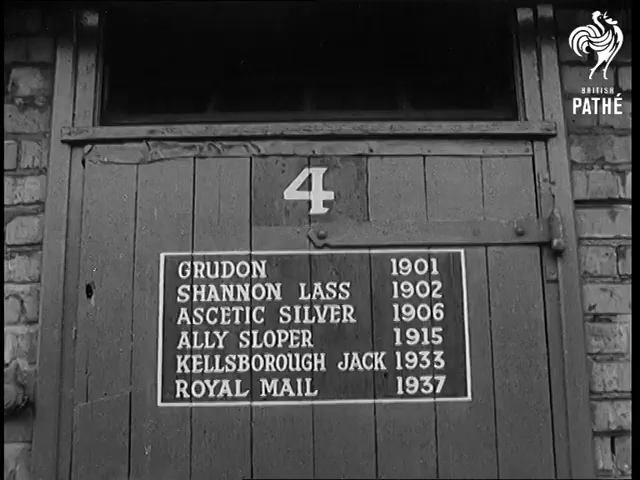 BRITISH
PATHÉ
4
GRUDON 1901
SHANNON LASS 1902
ASCETIC SILVER 1906
ALLY SLOPER 1915
KELLSBOROUGH JACK 1933
ROYAL MAIL 1937